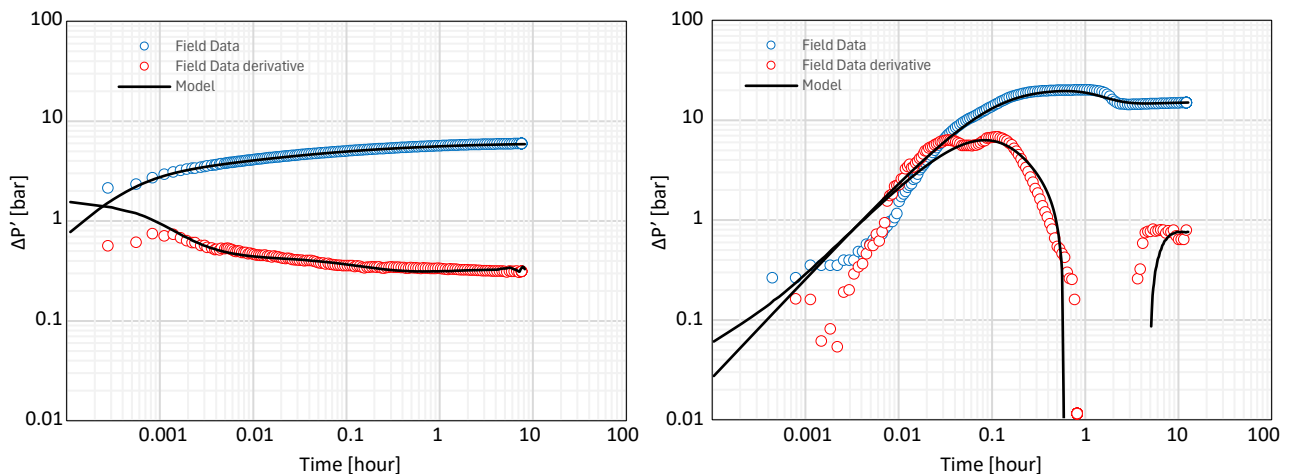 100
10
1
0.1
0.01
ΔP’ [bar]
Field Data
Field Data derivative
Model
0.001
0.01
0.1
1
10
100
Time [hour]
100
10
1
0.1
0.01
ΔP’ [bar]
Field Data
Field Data derivative
Model
0.001
0.01
0.1
1
10
100
Time [hour]